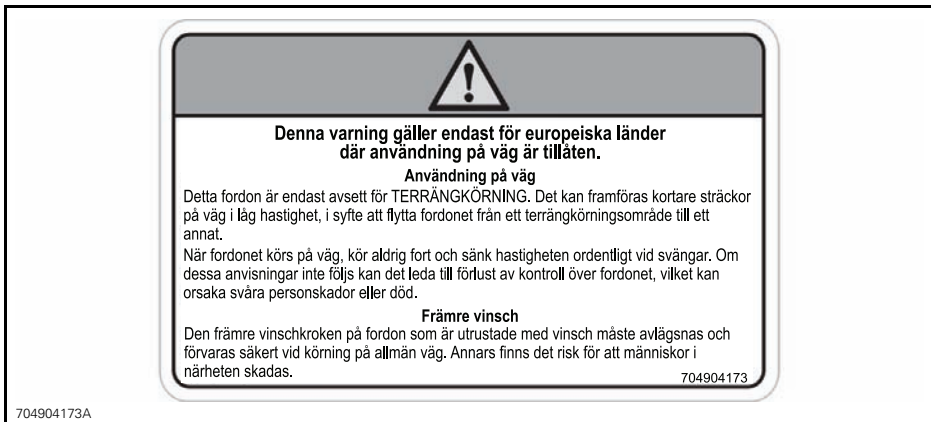 Denna varning gäller endast för europeiska länder
där användning på väg är tillåten.
Användning på väg
Detta fordon är endast avsett för TERRÄNGKÖRNING. Det kan framföras kortare sträckor
på väg i låg hastighet, i syfte att flytta fordonet från ett terrängkörningsområde till ett
annat.
När fordonet körs på väg, kör aldrig fort och sänk hastigheten ordentligt vid svängar. Om
dessa anvisningar inte följs kan det leda till förlust av kontroll över fordonet, vilket kan
orsaka svåra personskador eller död.
Främre vinsch
Den främre vinschkroken på fordon som är utrustade med vinsch måste avlägsnas och
förvaras säkert vid körning på allmän väg. Annars finns det risk för att människor i
närheten skadas.
704904173
704904173A